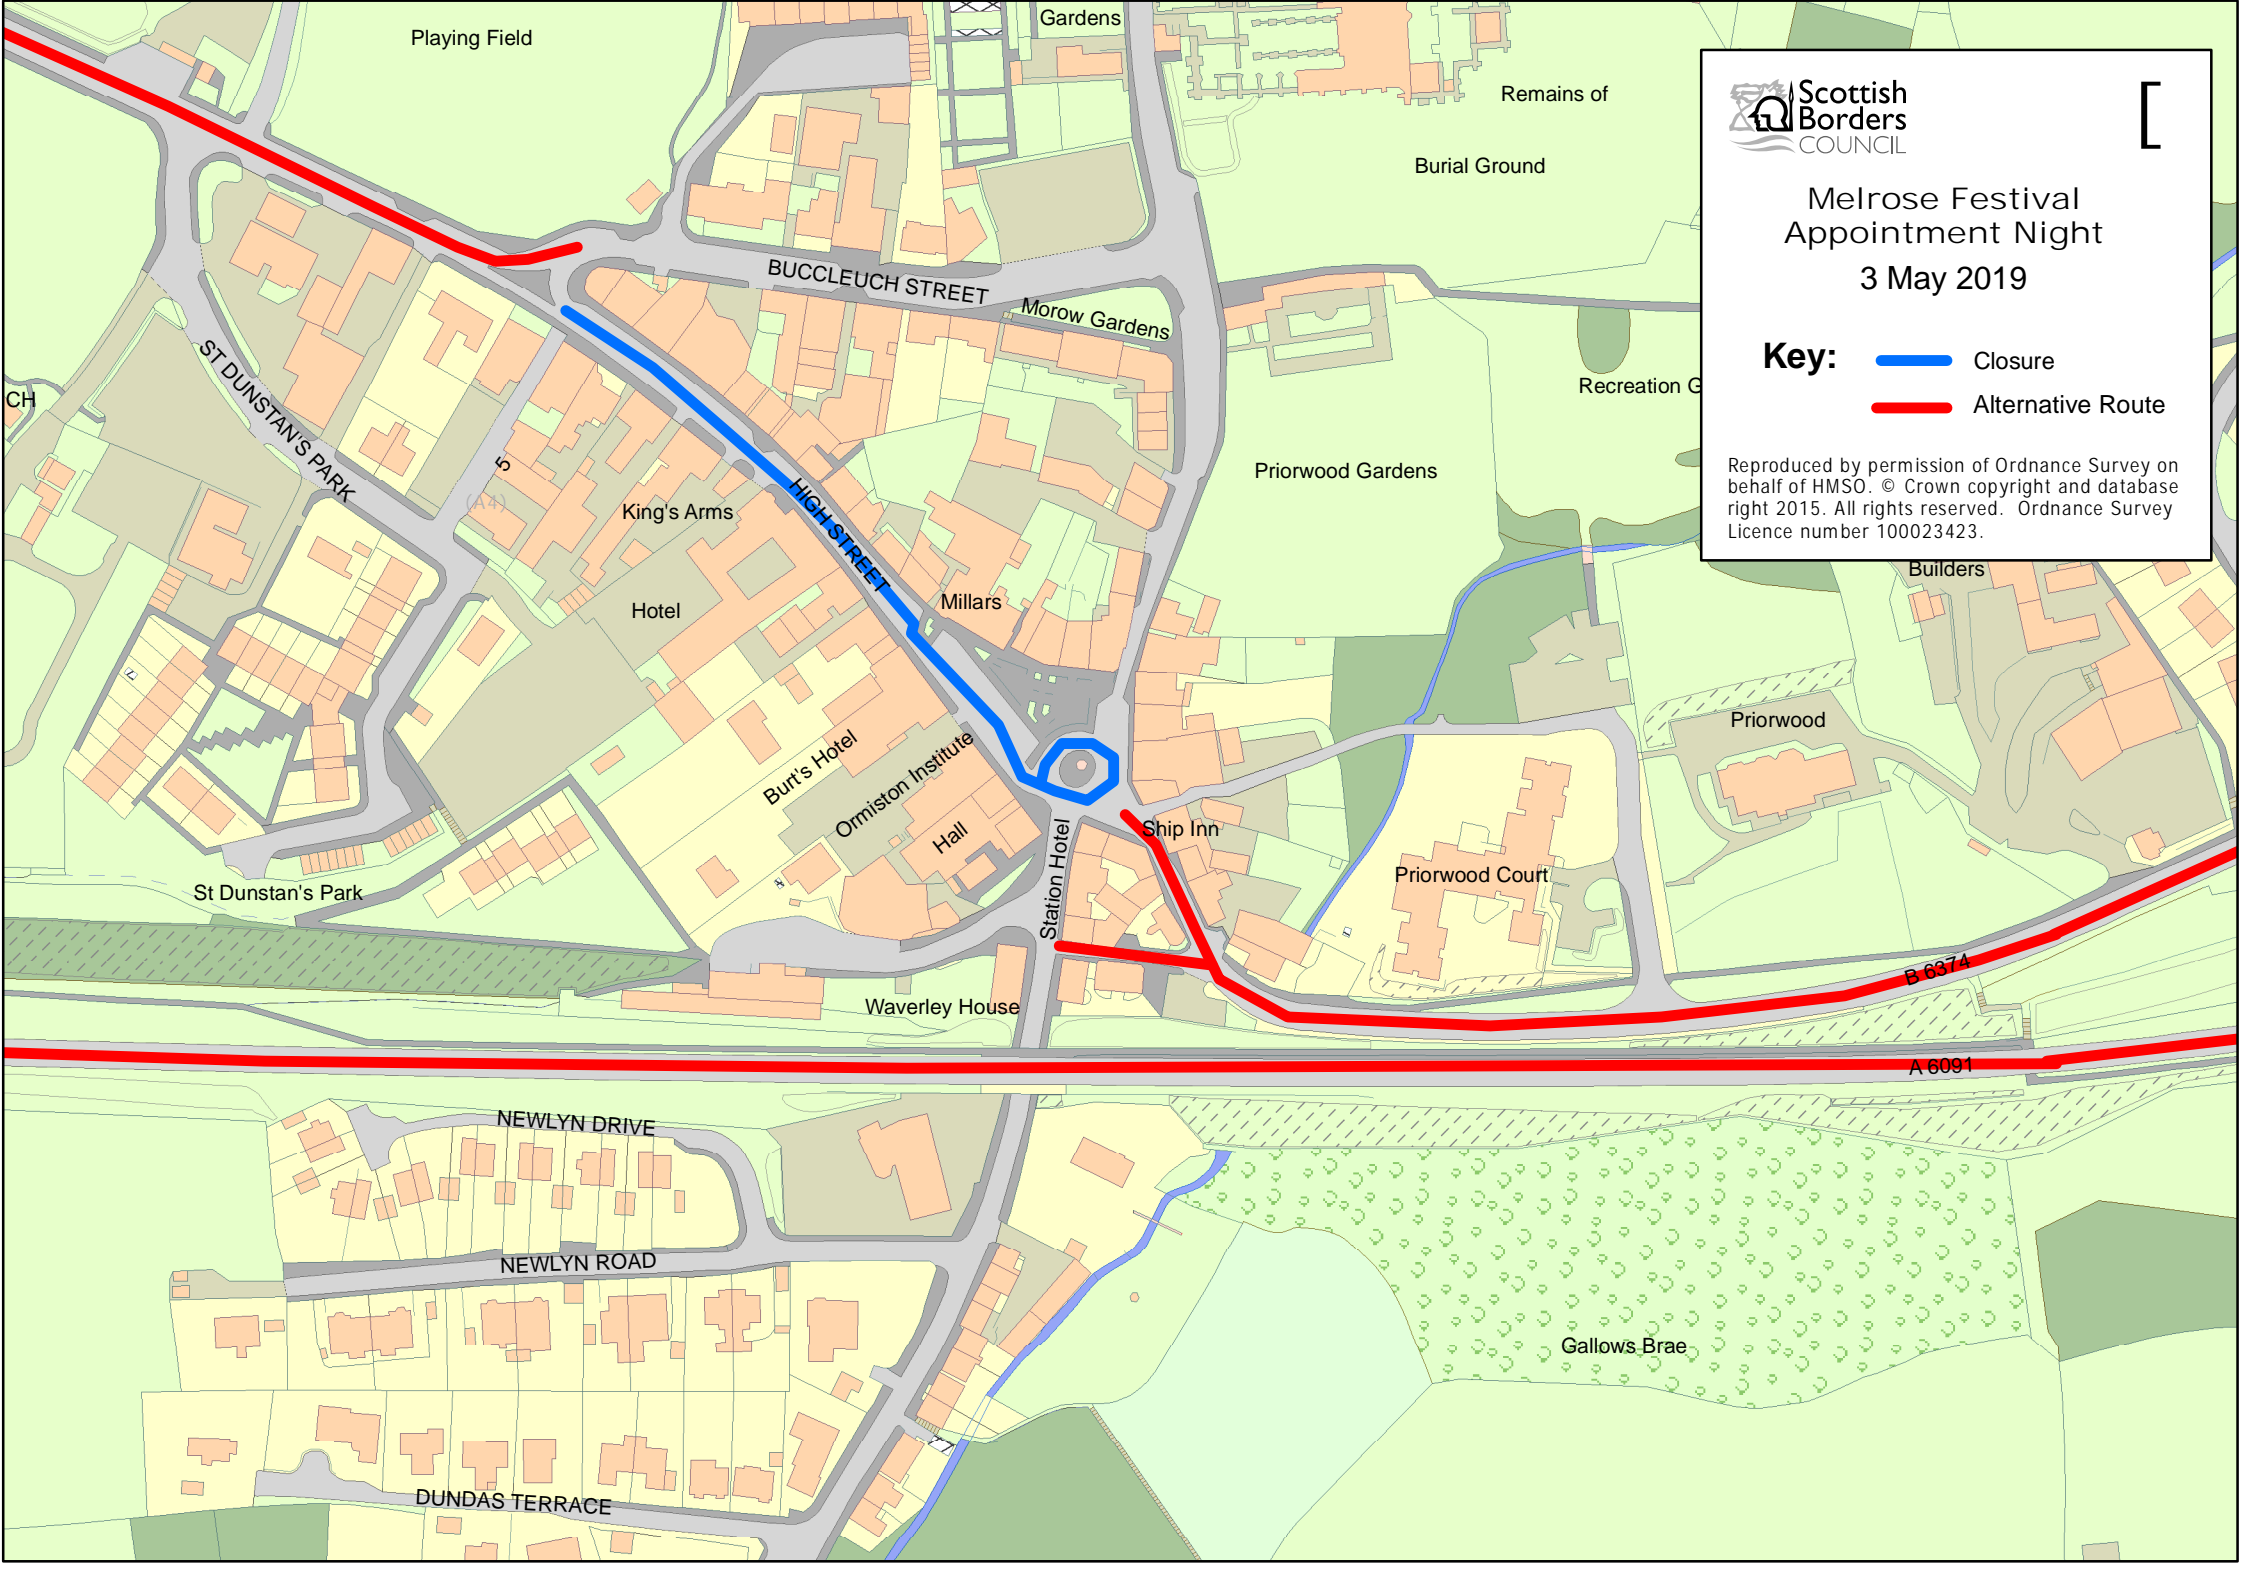 Playing Field
Gardens
Remains of
Burial Ground
Scottish
Borders
COUNCIL
[
Melrose Festival
Appointment Night
3 May 2019
Key:
Closure
Alternative Route
Reproduced by permission of Ordnance Survey on
behalf of HMSO. © Crown copyright and database
right 2015. All rights reserved. Ordnance Survey
Licence number 100023423.
BUCCLEUCH STREET
Morow Gardens
ST DUNSTAN'S PARK
CH
Recreation G
5
(A4)
King's Arms
HIGH STREET
Priorwood Gardens
Hotel
Millars
Builders
Priorwood
Burt's Hotel
Ormiston Institute
Hall
Station Hotel
Ship Inn
Priorwood Court
St Dunstan's Park
Waverley House
B 6374
A 6091
NEWLYN DRIVE
NEWLYN ROAD
Gallows Brae
DUNDAS TERRACE